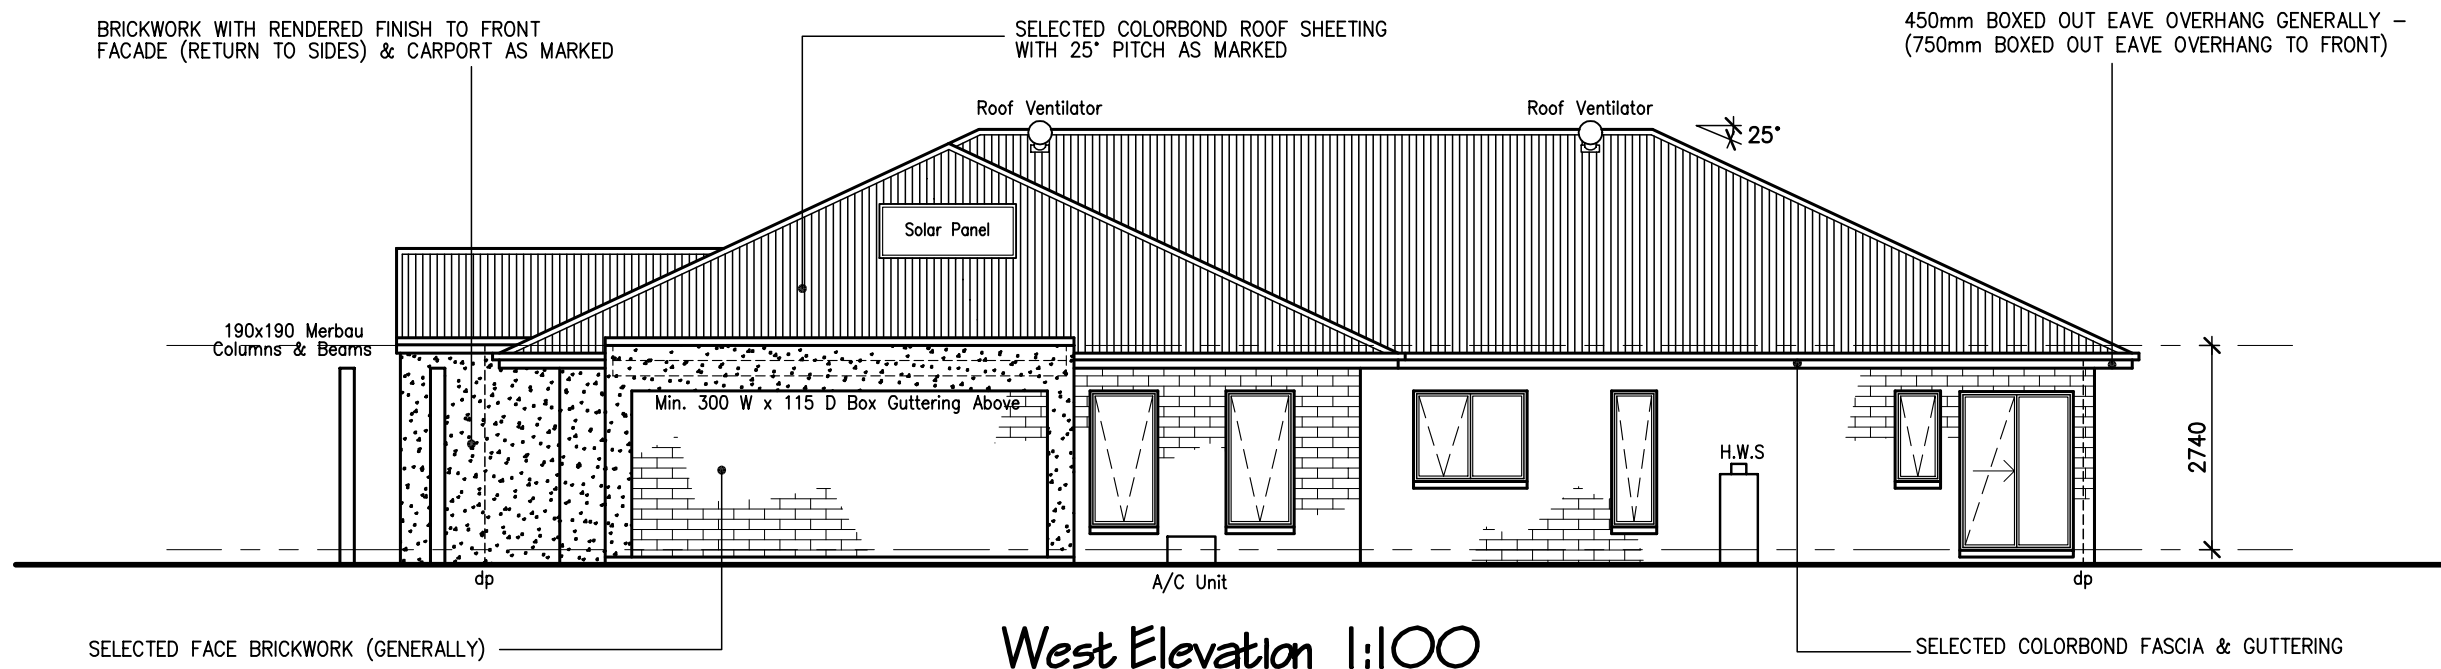 BRICKWORK WITH RENDERED FINISH TO FRONT
FACADE (RETURN TO SIDES) & CARPORT AS MARKED
SELECTED COLORBOND ROOF SHEETING
WITH 25° PITCH AS MARKED
450mm BOXED OUT EAVE OVERHANG GENERALLY –
(750mm BOXED OUT EAVE OVERHANG TO FRONT)
Roof Ventilator
Roof Ventilator
25°
Solar Panel
190x190 Merbau
Columns & Beams
Min. 300 W x 115 D Box Guttering Above
H.W.S
2740
dp
A/C Unit
dp
SELECTED FACE BRICKWORK (GENERALLY)
West Elevation 1:100
SELECTED COLORBOND FASCIA & GUTTERING